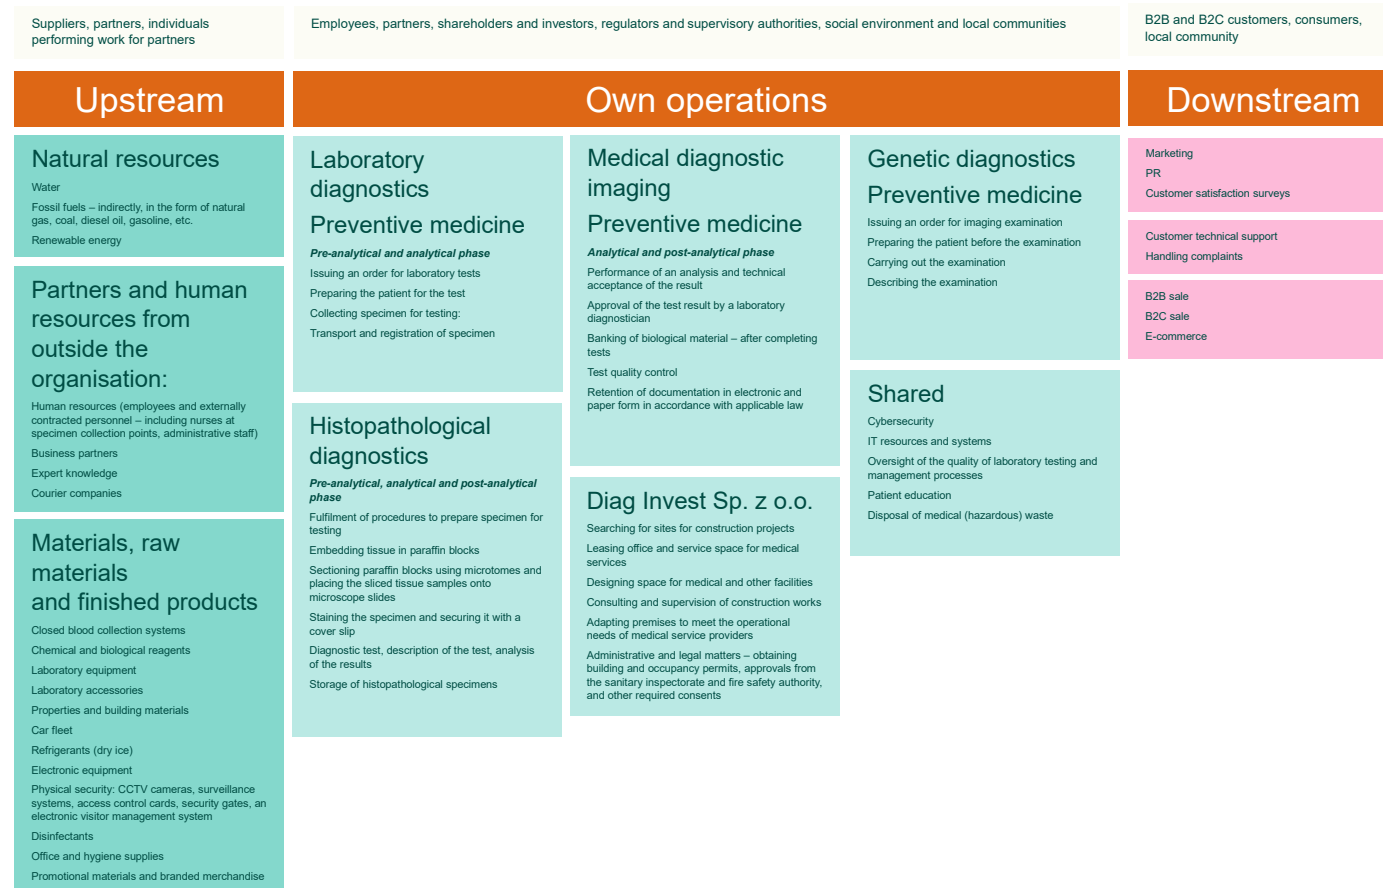 Suppliers, partners, individuals
performing work for partners
Employees, partners, shareholders and investors, regulators and supervisory authorities, social environment and local communities
B2B and B2C customers, consumers,
local community
Upstream
Own operations
Downstream
Natural resources
Water
Fossil fuels – indirectly, in the form of natural
gas, coal, diesel oil, gasoline, etc.
Renewable energy
Partners and human
resources from
outside the
organisation:
Human resources (employees and externally
contracted personnel – including nurses at
specimen collection points, administrative staff)
Business partners
Expert knowledge
Courier companies
Materials, raw
materials
and finished products
Closed blood collection systems
Chemical and biological reagents
Laboratory equipment
Laboratory accessories
Properties and building materials
Car fleet
Refrigerants (dry ice)
Electronic equipment
Physical security: CCTV cameras, surveillance
systems, access control cards, security gates, an
electronic visitor management system
Disinfectants
Office and hygiene supplies
Promotional materials and branded merchandise
Laboratory
diagnostics
Preventive medicine
Pre-analytical and analytical phase
Issuing an order for laboratory tests
Preparing the patient for the test
Collecting specimen for testing:
Transport and registration of specimen
Histopathological
diagnostics
Pre-analytical, analytical and post-analytical
phase
Fulfilment of procedures to prepare specimen for
testing
Embedding tissue in paraffin blocks
Sectioning paraffin blocks using microtomes and
placing the sliced tissue samples onto
microscope slides
Staining the specimen and securing it with a
cover slip
Diagnostic test, description of the test, analysis
of the results
Storage of histopathological specimens
Medical diagnostic
imaging
Preventive medicine
Analytical and post-analytical phase
Performance of an analysis and technical
acceptance of the result
Approval of the test result by a laboratory
diagnostician
Banking of biological material – after completing
tests
Test quality control
Retention of documentation in electronic and
paper form in accordance with applicable law
Diag Invest Sp. z o.o.
Searching for sites for construction projects
Leasing office and service space for medical
services
Designing space for medical and other facilities
Consulting and supervision of construction works
Adapting premises to meet the operational
needs of medical service providers
Administrative and legal matters – obtaining
building and occupancy permits, approvals from
the sanitary inspectorate and fire safety authority,
and other required consents
Genetic diagnostics
Preventive medicine
Issuing an order for imaging examination
Preparing the patient before the examination
Carrying out the examination
Describing the examination
Shared
Cybersecurity
IT resources and systems
Oversight of the quality of laboratory testing and
management processes
Patient education
Disposal of medical (hazardous) waste
Marketing
PR
Customer satisfaction surveys
Customer technical support
Handling complaints
B2B sale
B2C sale
E-commerce